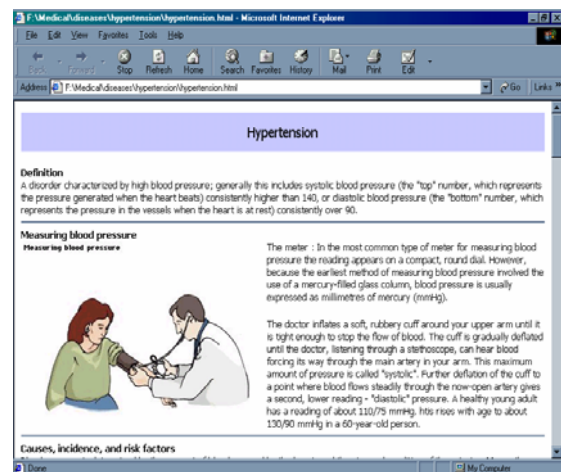 F:\Medical\diseases\hypertension\hypertension.html - Microsoft Internet Explorer
File Edit View Favorites Tools Help
Back Forward Stop Refresh Home Search Favorites History Mail Print Edit
Address F:\Medical\diseases\hypertension\hypertension.html Go Links »
Hypertension
Definition
A disorder characterized by high blood pressure; generally this includes systolic blood pressure (the "top" number, which represents
the pressure generated when the heart beats) consistently higher than 140, or diastolic blood pressure (the "bottom" number, which
represents the pressure in the vessels when the heart is at rest) consistently over 90.
Measuring blood pressure
Measuring blood pressure
The meter : In the most common type of meter for measuring blood
pressure the reading appears on a compact, round dial. However,
because the earliest method of measuring blood pressure involved the
use of a mercury-filled glass column, blood pressure is usually
expressed as millimetres of mercury (mmHg).
The doctor inflates a soft, rubbery cuff around your upper arm until it
is tight enough to stop the flow of blood. The cuff is gradually deflated
until the doctor, listening through a stethoscope, can hear blood
forcing its way through the main artery in your arm. This maximum
amount of pressure is called "systolic". Further deflation of the cuff to
a point where blood flows steadily through the now-open artery gives
a second, lower reading - "diastolic" pressure. A healthy young adult
has a reading of about 110/75 mmHg. htis rises with age to about
130/90 mmHg in a 60-year-old person.
Causes, incidence, and risk factors
Done My Computer